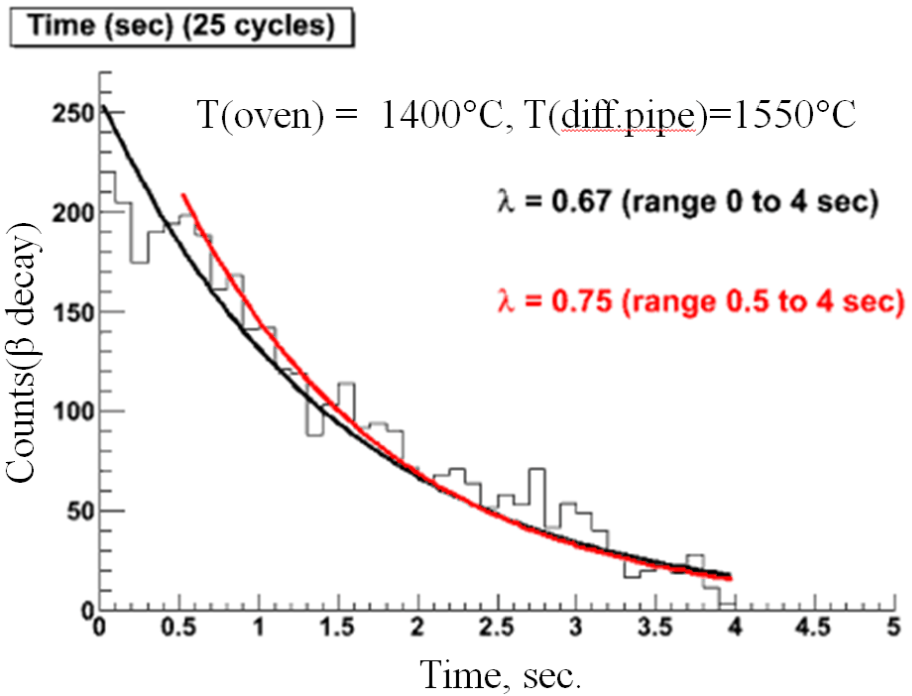 Time (sec) (25 cycles)
T(oven) = 1400°C, T(diff.pipe)=1550°C
λ = 0.67 (range 0 to 4 sec)
λ = 0.75 (range 0.5 to 4 sec)
Counts(β decay)
250
200
150
100
50
0
0 0.5 1 1.5 2 2.5 3 3.5 4 4.5 5
Time, sec.